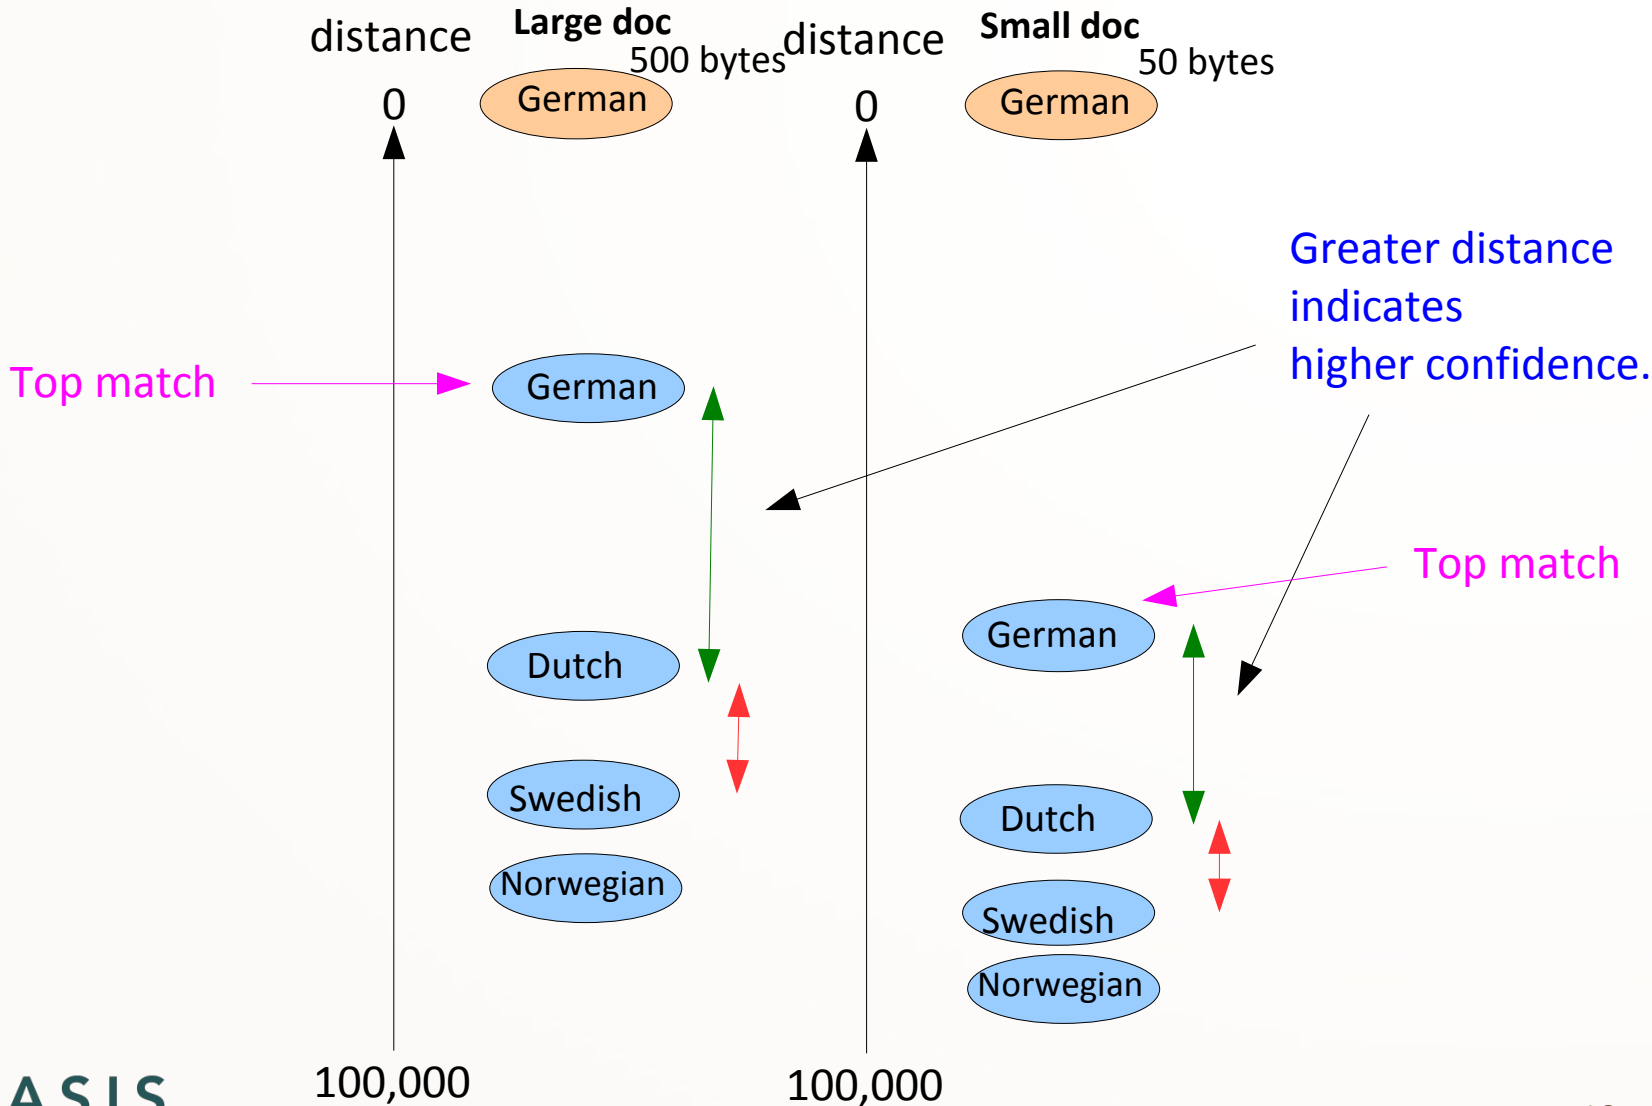 distance
Large doc
500 bytes
0
German
Top match
German
Dutch
Swedish
Norwegian
100,000
distance
Small doc
50 bytes
0
German
Greater distance
indicates
higher confidence.
Top match
German
Dutch
Swedish
Norwegian
100,000
ASIS